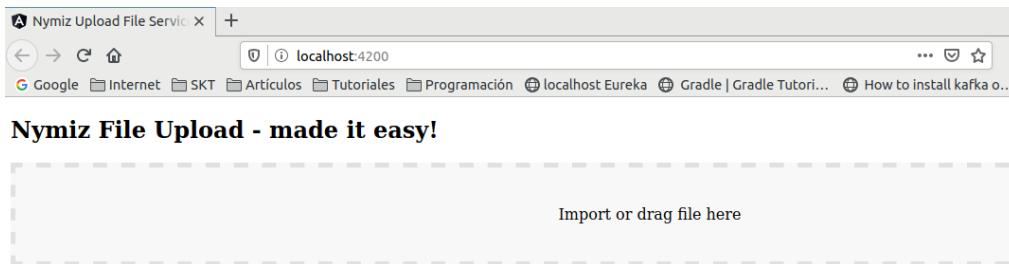 Nymiz Upload File Servic
localhost:4200
Google Internet SKT Artículos Tutoriales Programación localhost Eureka Gradle | Gradle Tutori... How to install kafka o...
Nymiz File Upload - made it easy!
Import or drag file here